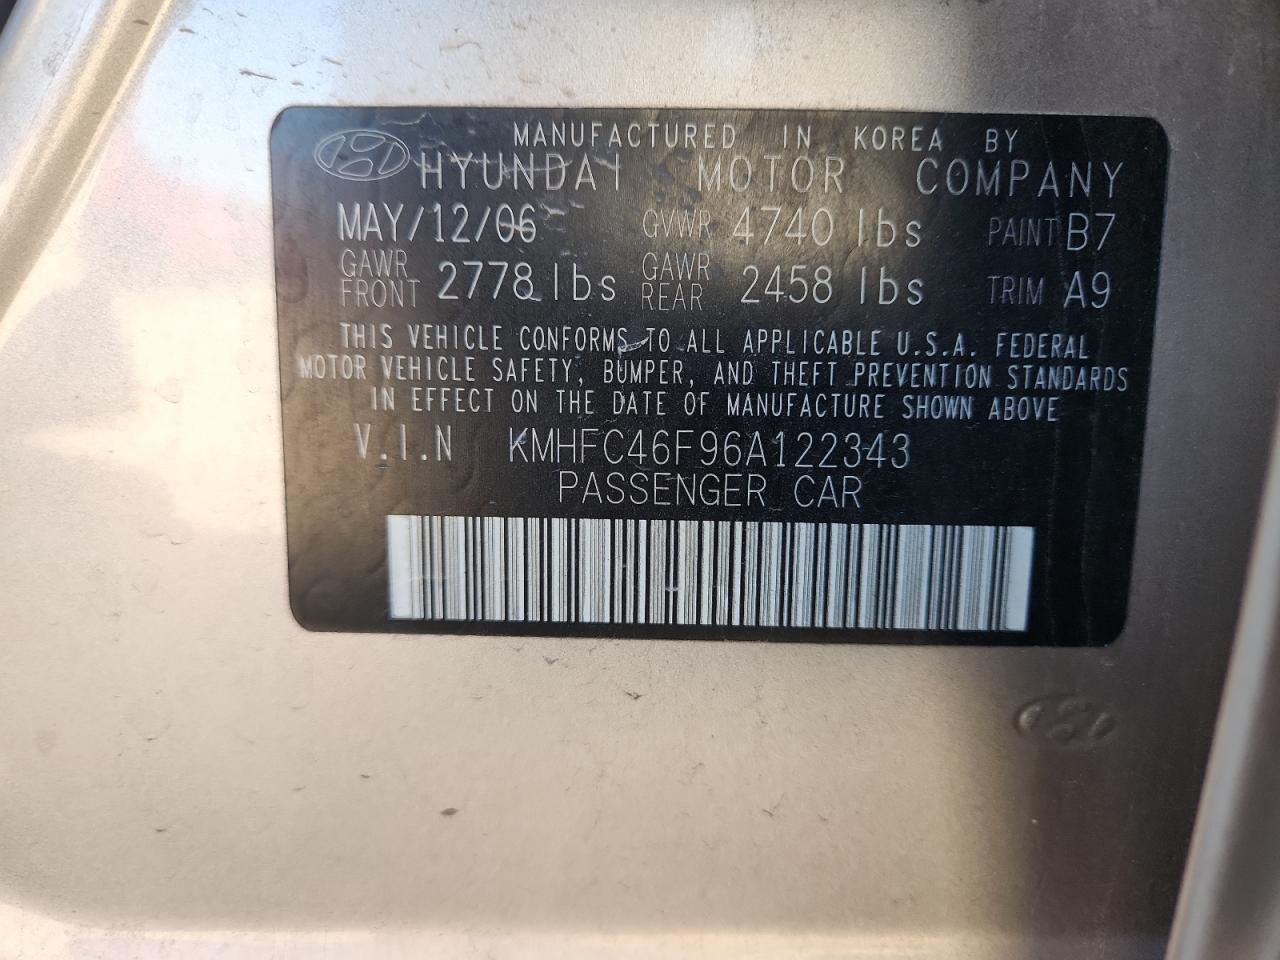 MANUFACTURED IN KOREA BY
HYUNDAI MOTOR COMPANY
MAY/12/06 GVWR 4740 lbs PAINT B7
GAWR FRONT 2778 lbs GAWR REAR 2458 lbs TRIM A9
THIS VEHICLE CONFORMS TO ALL APPLICABLE U.S.A. FEDERAL
MOTOR VEHICLE SAFETY, BUMPER, AND THEFT PREVENTION STANDARDS
IN EFFECT ON THE DATE OF MANUFACTURE SHOWN ABOVE
V.I.N KMHFC46F96A122343
PASSENGER CAR